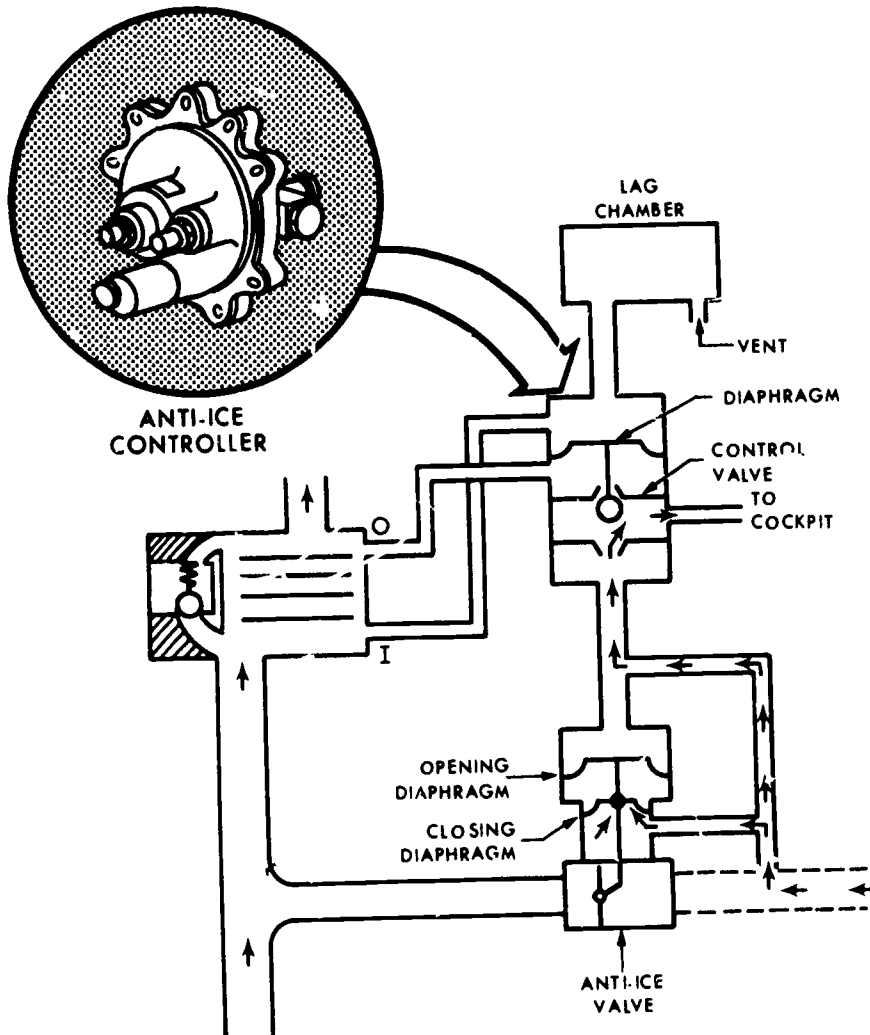 LAG
CHAMBER
VENT
ANTI-ICE
CONTROLLER
DIAPHRAGM
CONTROL
VALVE
TO
COCKPIT
O
I
OPENING
DIAPHRAGM
CLOSING
DIAPHRAGM
ANTI-ICE
VALVE